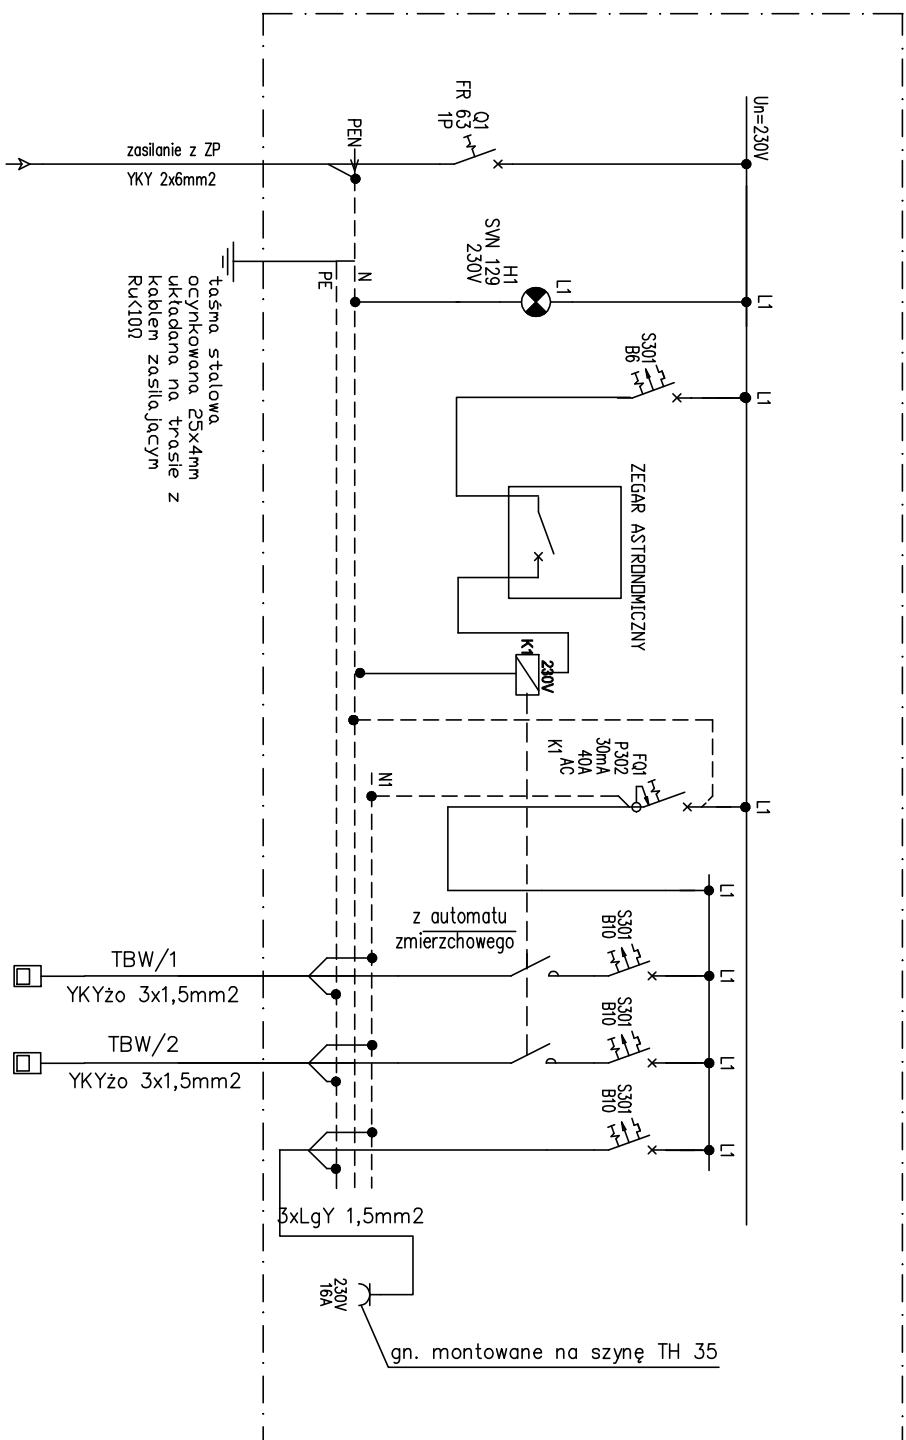 Un=230V
Q1
FR 63
1P
PEN
zasilanie z ZP
YKY 2x6mm2
N
PE
taśma stalowa
ocynkowana 25x4mm
układana na trasie z
kablem zasilającym
Ru<10Ω
L1
H1
SVN 129
230V
L1
L1
S301
B6
ZEGAR ASTRONOMICZNY
230V
K1
L1
FQ1
P302
30mA
40A
AC
K1
N1
L1
z automatu
zmierzchowego
L1
S301
B10
TBW/1
YKYżo 3x1,5mm2
L1
S301
B10
TBW/2
YKYżo 3x1,5mm2
L1
S301
B10
3xLgY 1,5mm2
230V
16A
gn. montowane na szynę TH 35